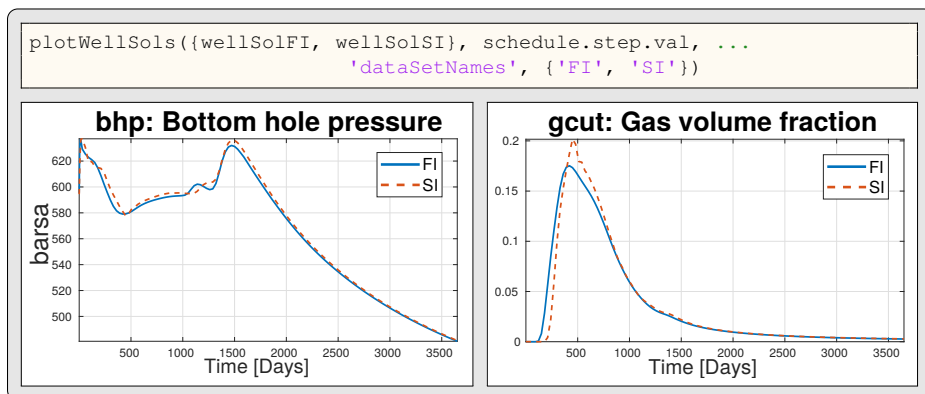 plotWellSols({wellSolFI, wellSolSI}, schedule.step.val, ...
'dataSetNames', {'FI', 'SI'})
bhp: Bottom hole pressure
620
600
580
560
540
520
500
barsa
FI
SI
500 1000 1500 2000 2500 3000 3500
Time [Days]
gcut: Gas volume fraction
0.2
0.15
0.1
0.05
0
FI
SI
500 1000 1500 2000 2500 3000 3500
Time [Days]